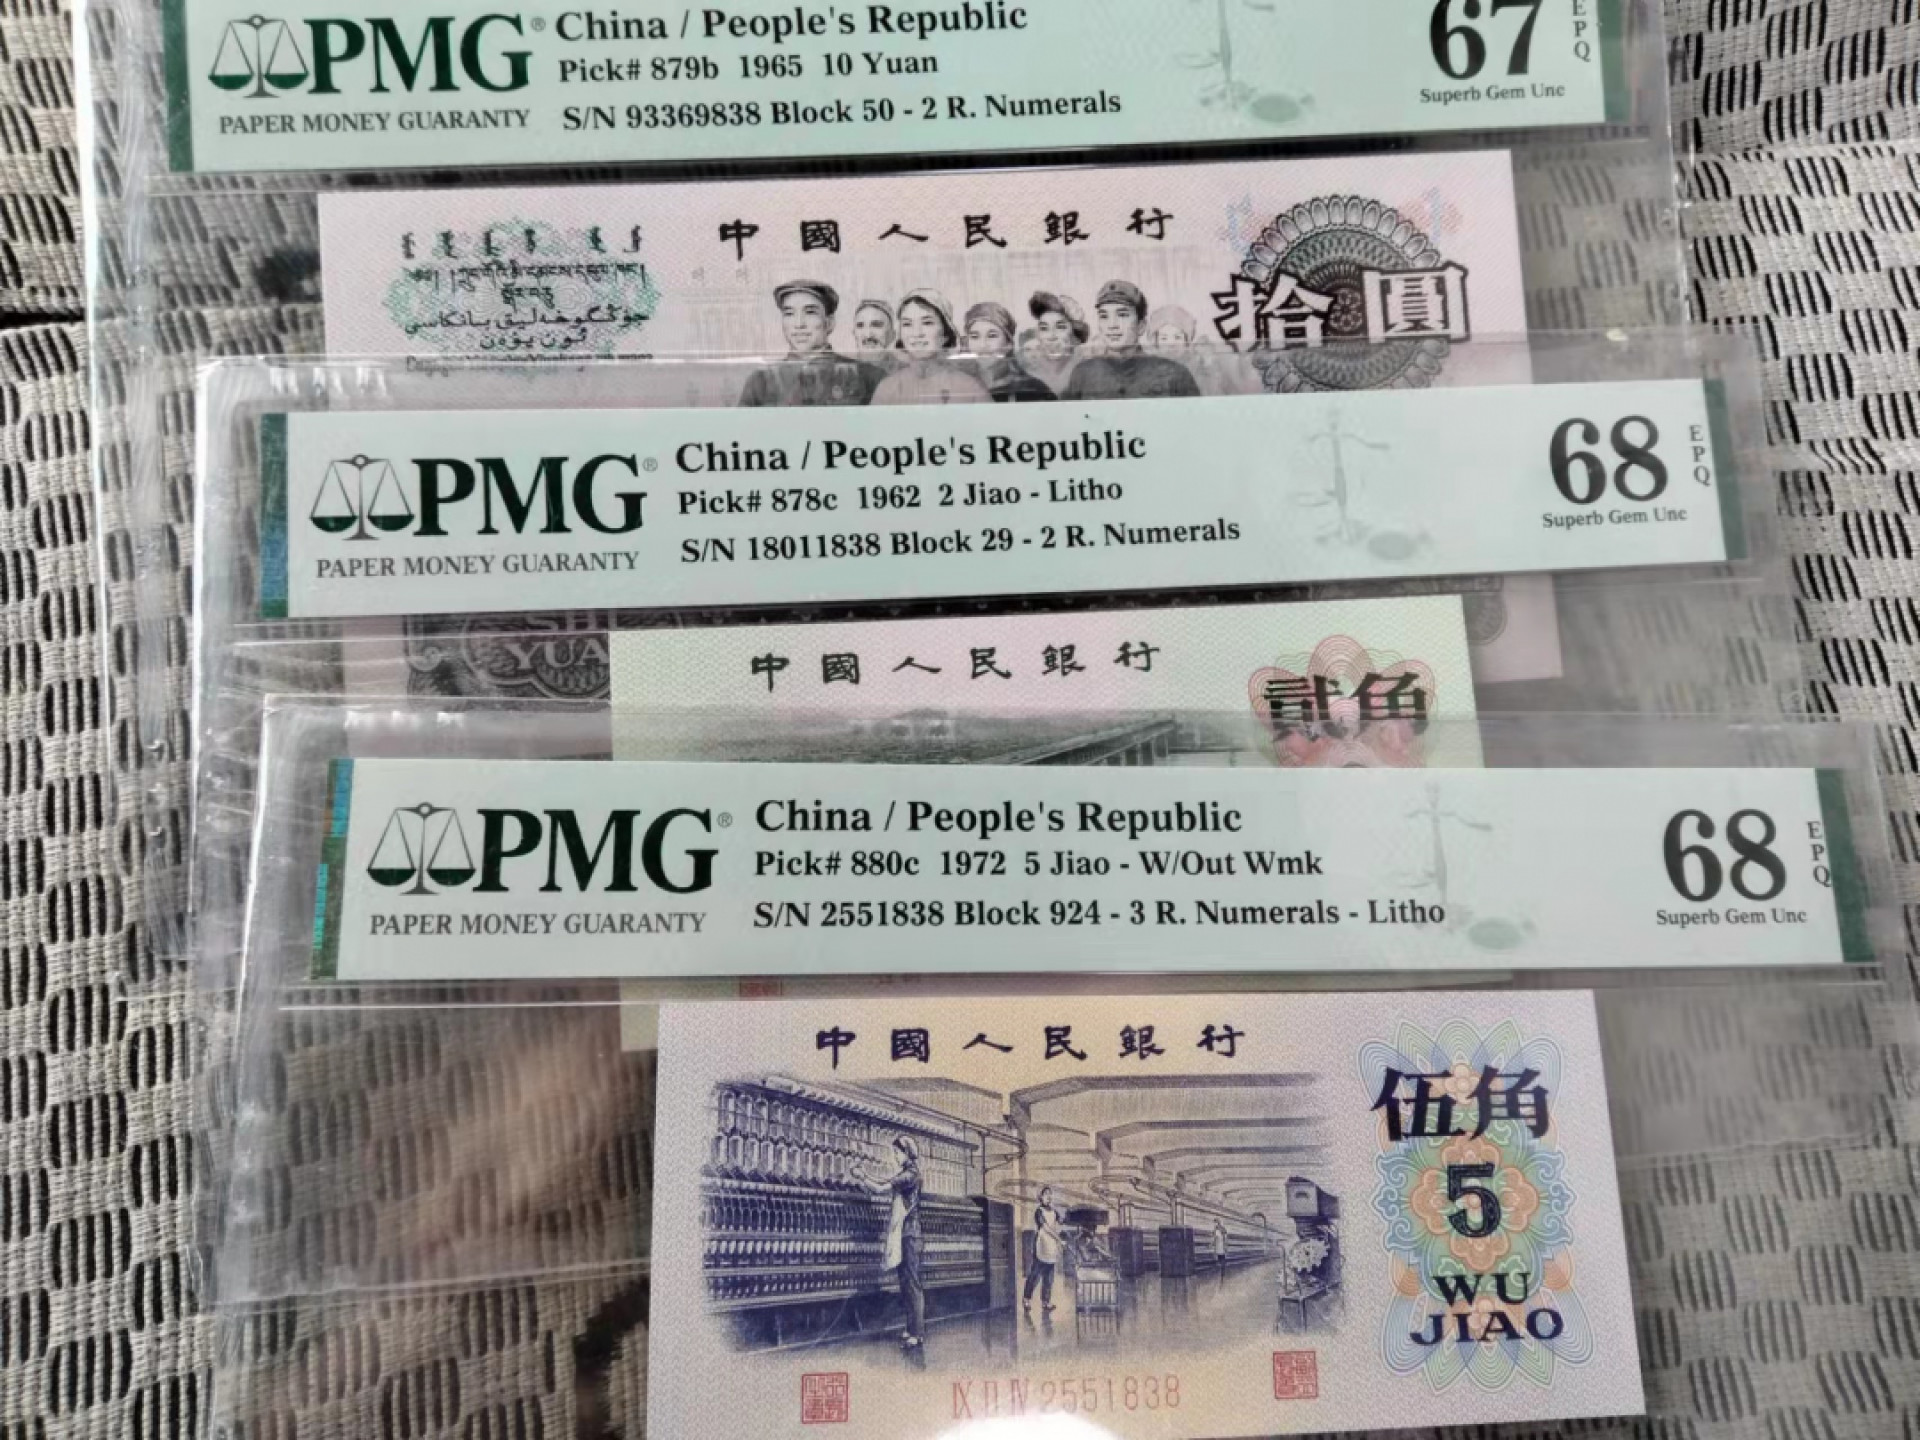 PMG® China / People's Republic 67 EPQ
Pick# 879b 1965 10 Yuan
Superb Gem Unc
PAPER MONEY GUARANTY S/N 93369838 Block 50 - 2 R. Numerals
中國人民銀行
拾圓
PMG® China / People's Republic 68 EPQ
Pick# 878c 1962 2 Jiao - Litho
Superb Gem Unc
PAPER MONEY GUARANTY S/N 18011838 Block 29 - 2 R. Numerals
YUA
中國人民銀行
貳角
PMG® China / People's Republic 68 EPQ
Pick# 880c 1972 5 Jiao - W/Out Wmk
Superb Gem Unc
PAPER MONEY GUARANTY S/N 2551838 Block 924 - 3 R. Numerals - Litho
中國人民銀行
伍角
5
WU
JIAO
IX II IV 2551838